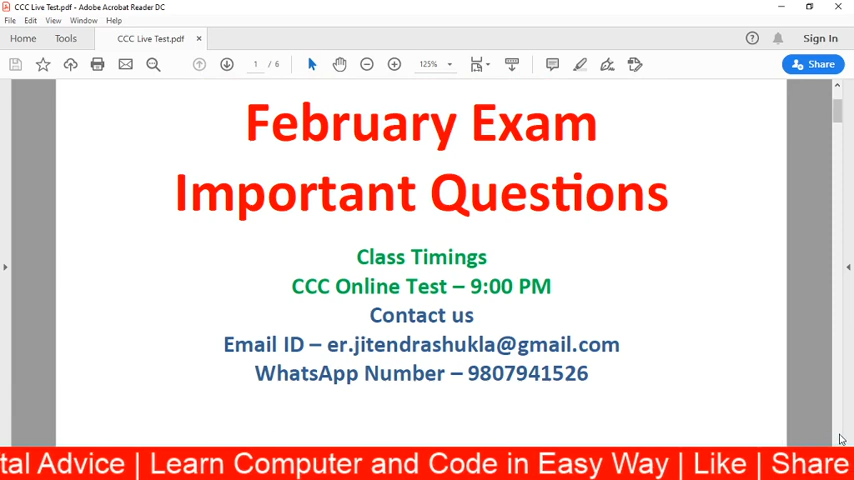 CCC Live Test.pdf - Adobe Acrobat Reader DC
File Edit View Window Help
Home Tools CCC Live Test.pdf × Sign In
1 / 6 125% Share
February Exam
Important Questions
Class Timings
CCC Online Test – 9:00 PM
Contact us
Email ID – er.jitendrashukla@gmail.com
WhatsApp Number – 9807941526
tal Advice | Learn Computer and Code in Easy Way | Like | Share